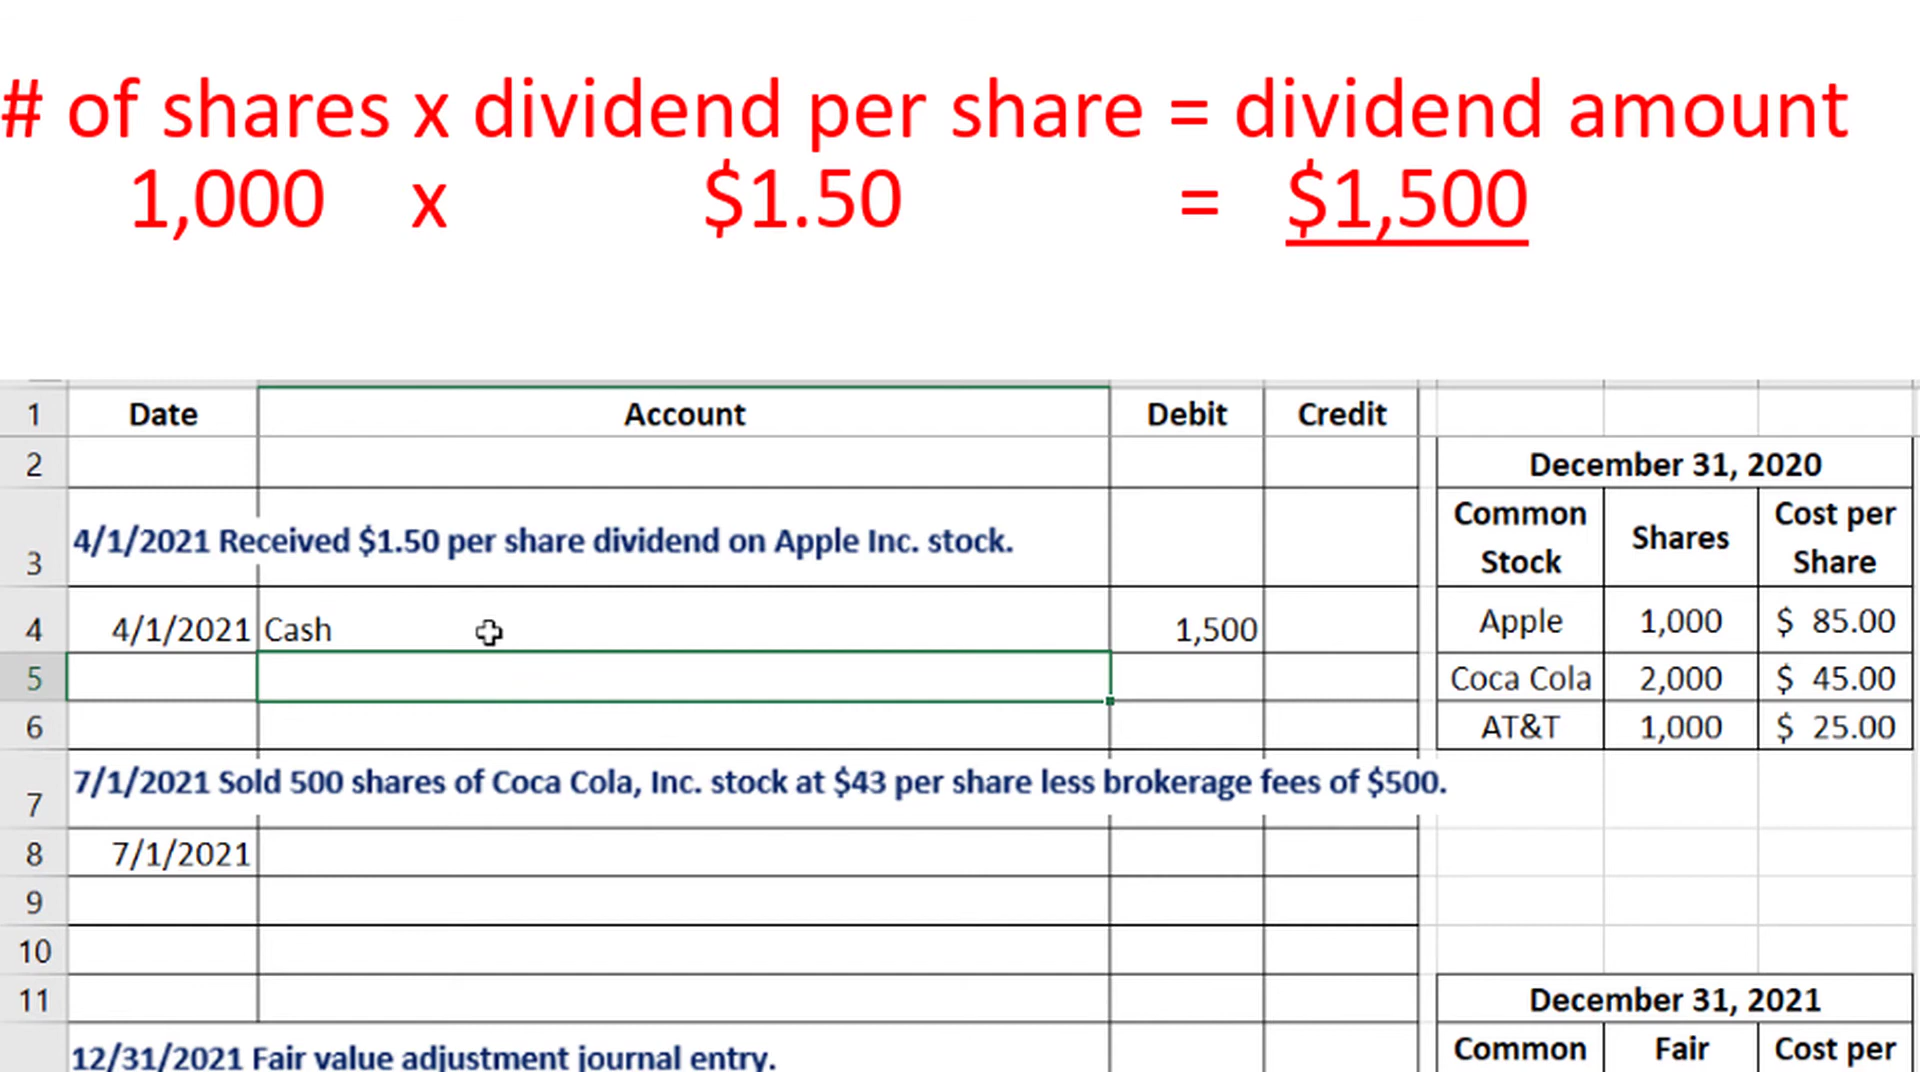 # of shares x dividend per share = dividend amount
1,000 x $1.50 = $1,500
1 Date Account Debit Credit
2 December 31, 2020
3 4/1/2021 Received $1.50 per share dividend on Apple Inc. stock. Common Stock Shares Cost per Share
4 4/1/2021 Cash 1,500 Apple 1,000 $ 85.00
5 Coca Cola 2,000 $ 45.00
6 AT&T 1,000 $ 25.00
7 7/1/2021 Sold 500 shares of Coca Cola, Inc. stock at $43 per share less brokerage fees of $500.
8 7/1/2021
9
10
11 December 31, 2021
12/31/2021 Fair value adjustment journal entry. Common Fair Cost per